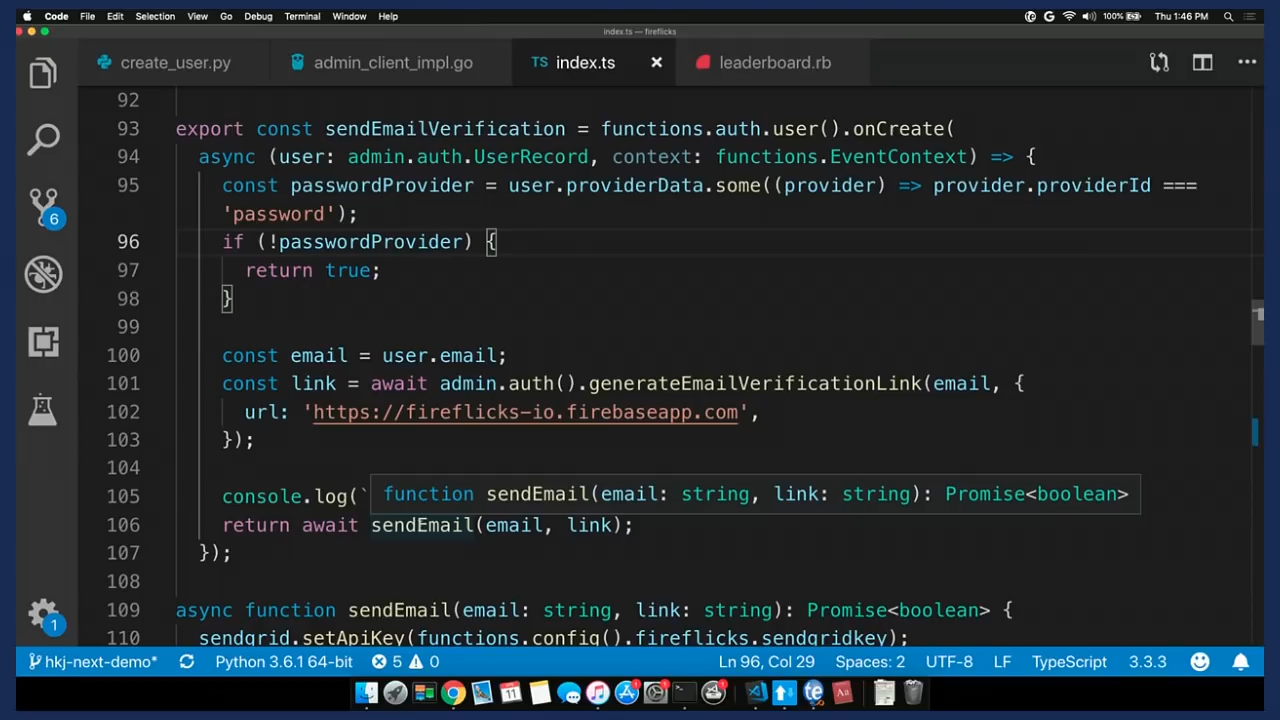 Code File Edit Selection View Go Debug Terminal Window Help 100% Thu 1:46 PM
index.ts — fireflicks
create_user.py admin_client_impl.go TS index.ts leaderboard.rb
92
93 export const sendEmailVerification = functions.auth.user().onCreate(
94 async (user: admin.auth.UserRecord, context: functions.EventContext) => {
95 const passwordProvider = user.providerData.some((provider) => provider.providerId ===
'password');
96 if (!passwordProvider) {
97 return true;
98 }
99
100 const email = user.email;
101 const link = await admin.auth().generateEmailVerificationLink(email, {
102 url: 'https://fireflicks-io.firebaseapp.com',
103 });
104
105 console.log(` function sendEmail(email: string, link: string): Promise<boolean>
106 return await sendEmail(email, link);
107 });
108
109 async function sendEmail(email: string, link: string): Promise<boolean> {
110 sendgrid.setApiKey(functions.config().fireflicks.sendgridkey);
6
1
hkj-next-demo* Python 3.6.1 64-bit 5 0 Ln 96, Col 29 Spaces: 2 UTF-8 LF TypeScript 3.3.3
11 Aa